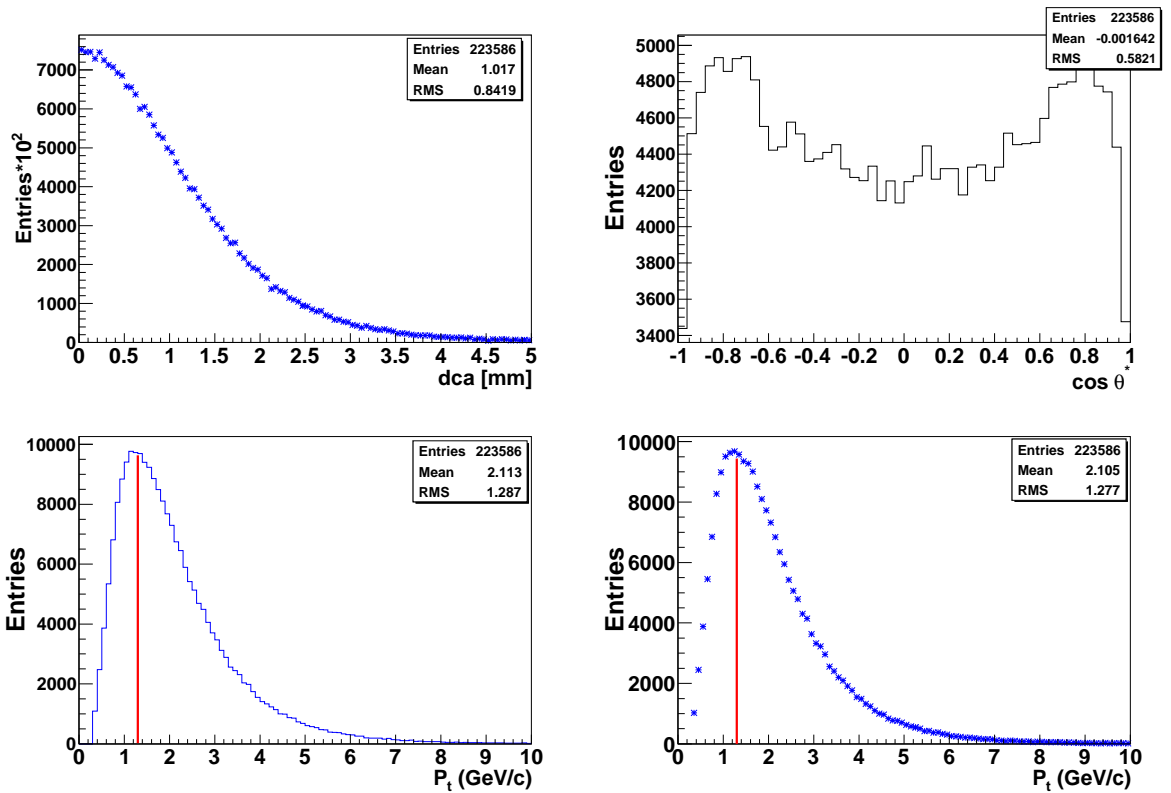 Entries 223586
Mean 1.017
RMS 0.8419
7000
6000
5000
4000
3000
2000
1000
0
Entries*10²
0 0.5 1 1.5 2 2.5 3 3.5 4 4.5 5
dca [mm]
Entries 223586
Mean -0.001642
RMS 0.5821
5000
4800
4600
4400
4200
4000
3800
3600
3400
Entries
-1 -0.8 -0.6 -0.4 -0.2 0 0.2 0.4 0.6 0.8 1
cos θ*
Entries 223586
Mean 2.113
RMS 1.287
10000
8000
6000
4000
2000
0
Entries
0 1 2 3 4 5 6 7 8 9 10
Pt (GeV/c)
Entries 223586
Mean 2.105
RMS 1.277
10000
8000
6000
4000
2000
0
Entries
0 1 2 3 4 5 6 7 8 9 10
Pt (GeV/c)